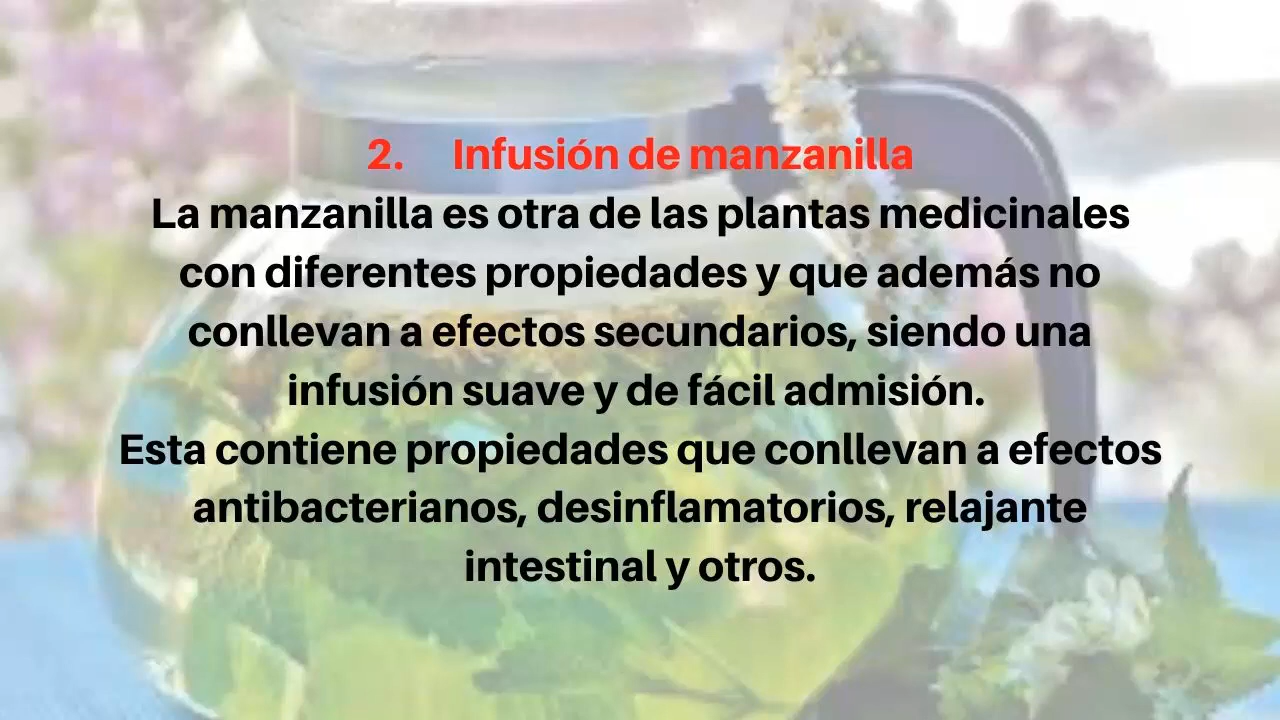 2. Infusión de manzanilla
La manzanilla es otra de las plantas medicinales
con diferentes propiedades y que además no
conllevan a efectos secundarios, siendo una
infusión suave y de fácil admisión.
Esta contiene propiedades que conllevan a efectos
antibacterianos, desinflamatorios, relajante
intestinal y otros.